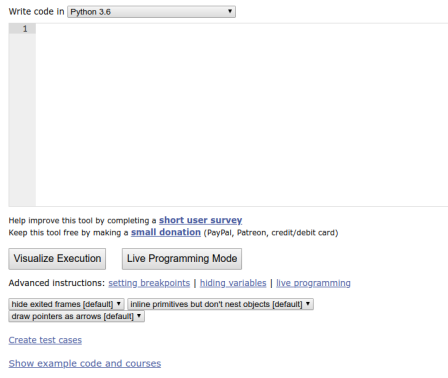 Write code in Python 3.6
1
Help improve this tool by completing a short user survey
Keep this tool free by making a small donation (PayPal, Patreon, credit/debit card)
Visualize Execution Live Programming Mode
Advanced instructions: setting breakpoints | hiding variables | live programming
hide exited frames [default] inline primitives but don't nest objects [default]
draw pointers as arrows [default]
Create test cases
Show example code and courses